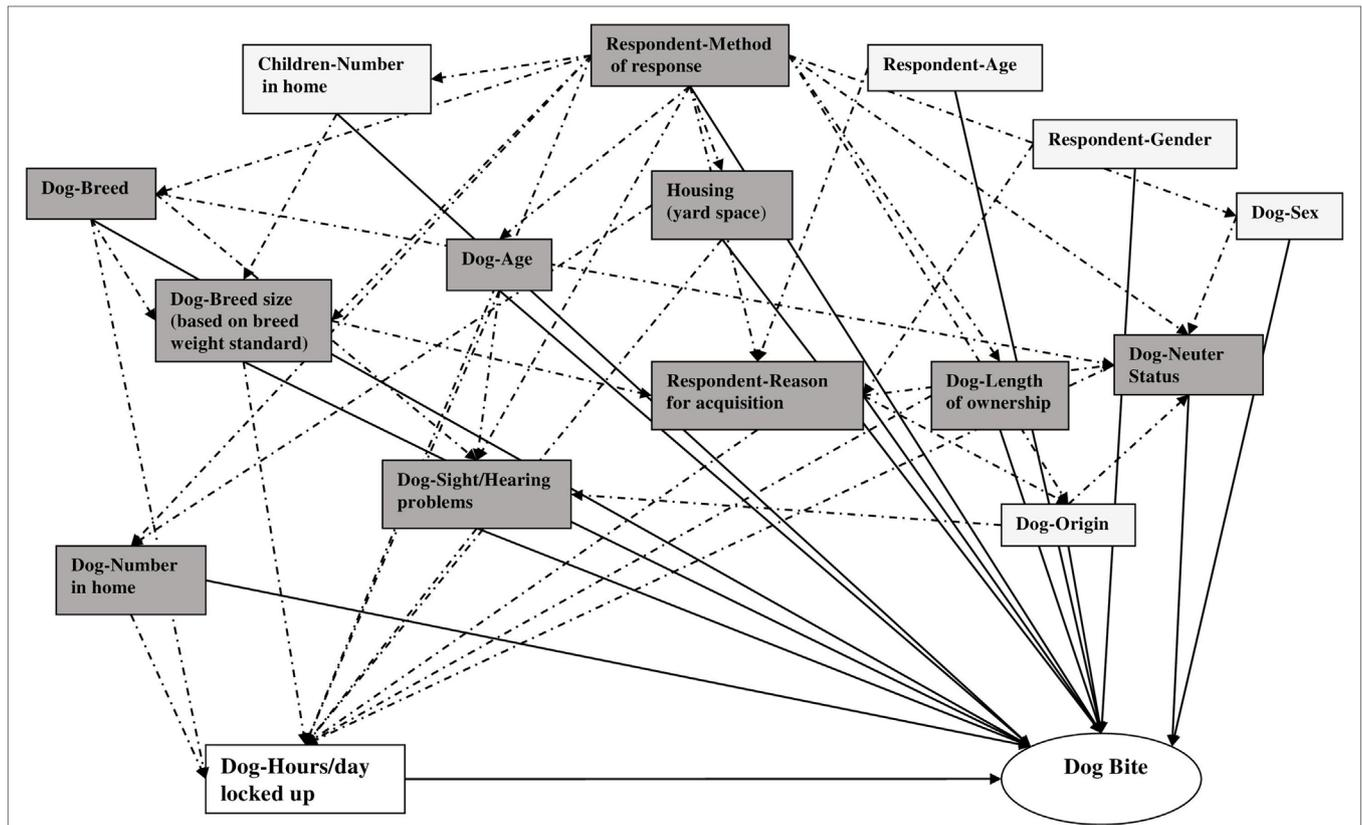 Children-Number
in home
Respondent-Method
of response
Respondent-Age
Respondent-Gender
Dog-Breed
Housing
(yard space)
Dog-Sex
Dog-Age
Dog-Breed size
(based on breed
weight standard)
Dog-Neuter
Status
Respondent-Reason
for acquisition
Dog-Length
of ownership
Dog-Sight/Hearing
problems
Dog-Origin
Dog-Number
in home
Dog-Hours/day
locked up
Dog Bite